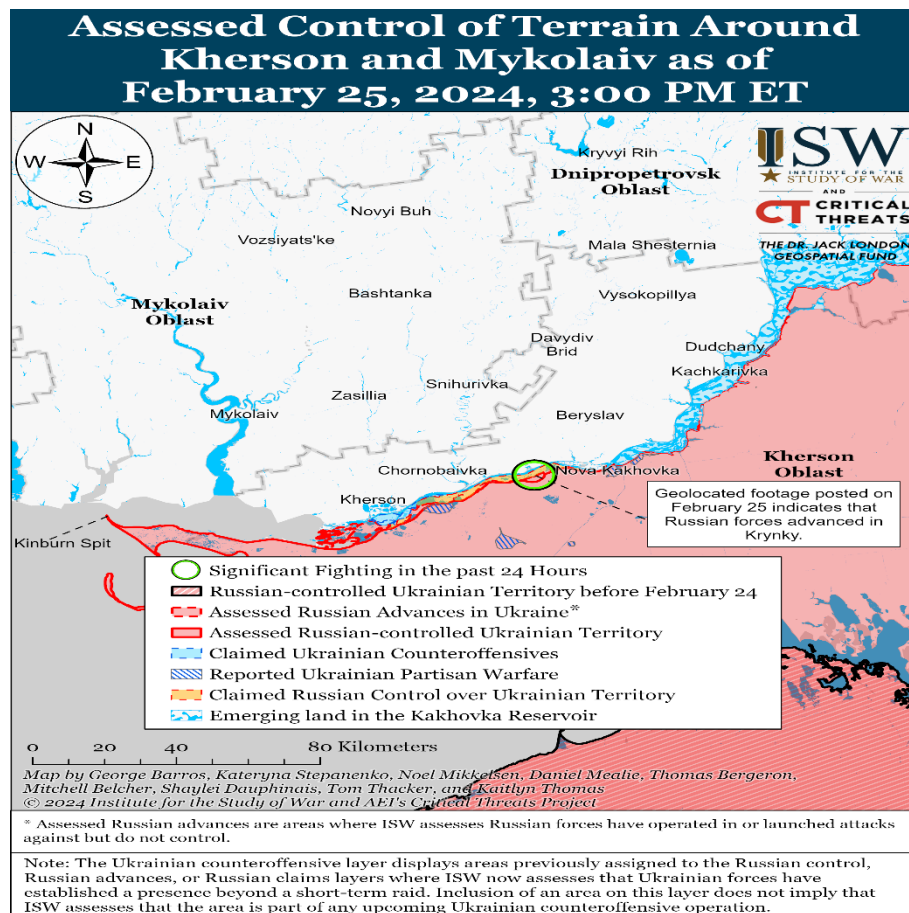 Assessed Control of Terrain Around
Kherson and Mykolaiv as of
February 25, 2024, 3:00 PM ET
N
W E
S
ISW
INSTITUTE FOR THE
STUDY OF WAR
AND
CT CRITICAL
THREATS
THE DR. JACK LONDON
GEOSPATIAL FUND
Kryvyi Rih
Dnipropetrovsk
Oblast
Novyi Buh
Vozsiyats'ke
Mala Shesternia
Bashtanka
Vysokopillya
Mykolaiv
Oblast
Davydiv
Brid
Dudchany
Kachkarivka
Snihurivka
Zasillia
Mykolaiv
Beryslav
Chornobaivka
Nova Kakhovka
Kherson
Oblast
Kherson
Geolocated footage posted on
February 25 indicates that
Russian forces advanced in
Krynky.
Kinburn Spit
Significant Fighting in the past 24 Hours
Russian-controlled Ukrainian Territory before February 24
Assessed Russian Advances in Ukraine*
Assessed Russian-controlled Ukrainian Territory
Claimed Ukrainian Counteroffensives
Reported Ukrainian Partisan Warfare
Claimed Russian Control over Ukrainian Territory
Emerging land in the Kakhovka Reservoir
0 20 40 80 Kilometers
Map by George Barros, Kateryna Stepanenko, Noel Mikkelsen, Daniel Mealie, Thomas Bergeron,
Mitchell Belcher, Shaylei Dauphinais, Tom Thacker, and Kaitlyn Thomas
© 2024 Institute for the Study of War and AEI's Critical Threats Project
* Assessed Russian advances are areas where ISW assesses Russian forces have operated in or launched attacks
against but do not control.
Note: The Ukrainian counteroffensive layer displays areas previously assigned to the Russian control,
Russian advances, or Russian claims layers where ISW now assesses that Ukrainian forces have
established a presence beyond a short-term raid. Inclusion of an area on this layer does not imply that
ISW assesses that the area is part of any upcoming Ukrainian counteroffensive operation.